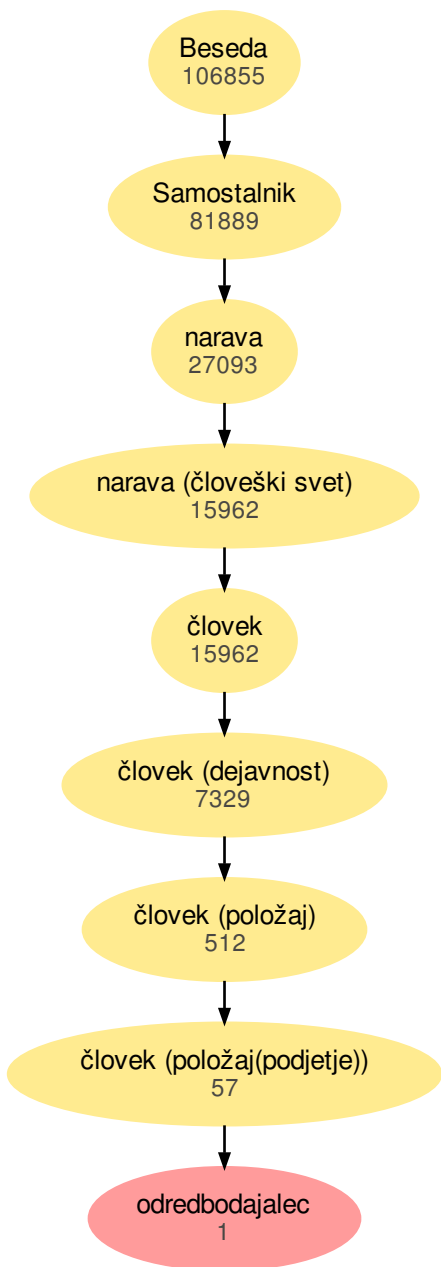 Beseda
106855
Samostalnik
81889
narava
27093
narava (človeški svet)
15962
človek
15962
človek (dejavnost)
7329
človek (položaj)
512
človek (položaj(podjetje))
57
odredbodajalec
1